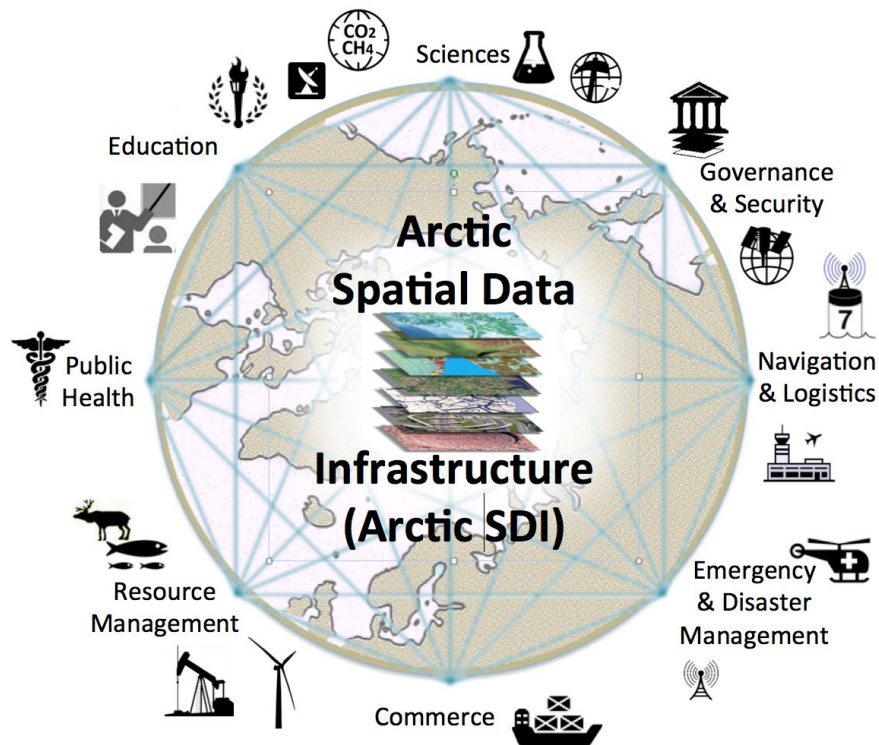 CO2
CH4
Sciences
Education
Governance
& Security
Arctic
Spatial Data
7
Public
Health
Navigation
& Logistics
Infrastructure
(Arctic SDI)
Resource
Management
Emergency
& Disaster
Management
Commerce